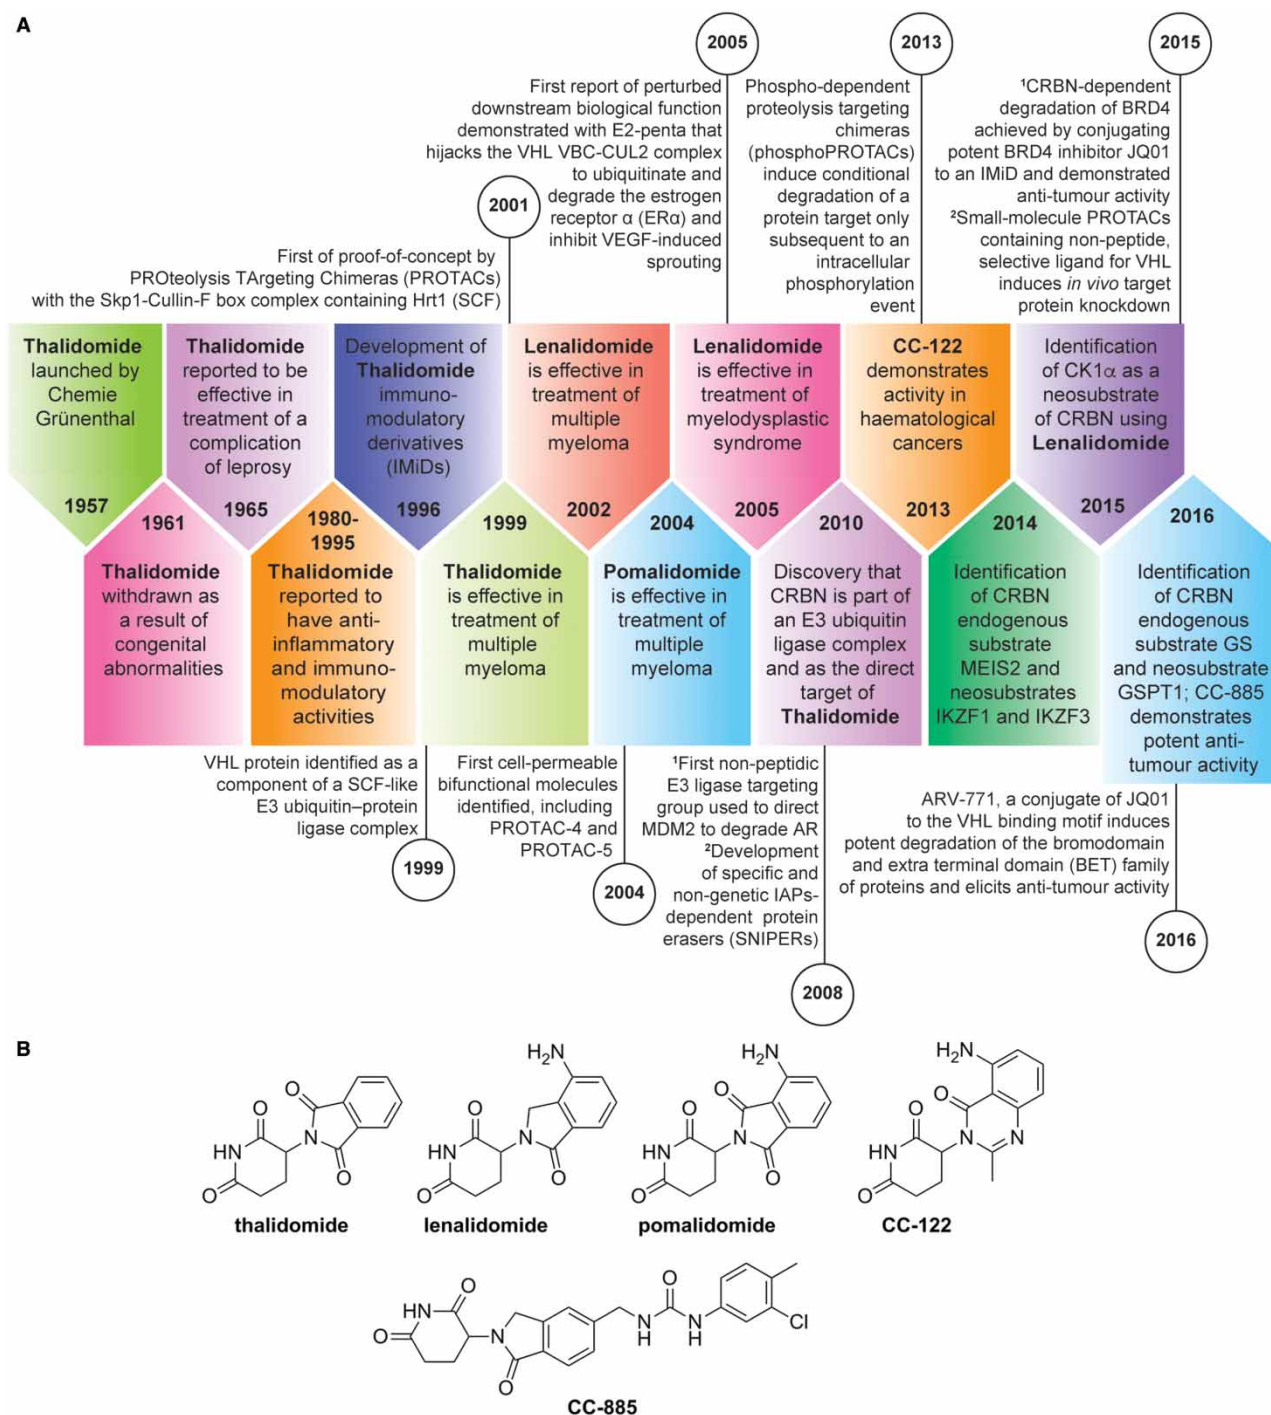 A
2005
First report of perturbed
downstream biological function
demonstrated with E2-penta that
hijacks the VHL VBC-CUL2 complex
to ubiquitinate and
degrade the estrogen
receptor α (ERα) and
inhibit VEGF-induced
sprouting
2013
Phospho-dependent
proteolysis targeting
chimeras
(phosphoPROTACs)
induce conditional
degradation of a
protein target only
subsequent to an
intracellular
phosphorylation
event
2015
¹CRBN-dependent
degradation of BRD4
achieved by conjugating
potent BRD4 inhibitor JQ01
to an IMiD and demonstrated
anti-tumour activity
²Small-molecule PROTACs
containing non-peptide,
selective ligand for VHL
induces in vivo target
protein knockdown
2001
First of proof-of-concept by
PROteolysis TArgeting Chimeras (PROTACs)
with the Skp1-Cullin-F box complex containing Hrt1 (SCF)
Thalidomide
launched by
Chemie
Grünenthal
1957
Thalidomide
reported to be
effective in
treatment of a
complication
of leprosy
1965
Development of
Thalidomide
immuno-
modulatory
derivatives
(IMiDs)
1996
Lenalidomide
is effective in
treatment of
multiple
myeloma
2002
Lenalidomide
is effective in
treatment of
myelodysplastic
syndrome
2005
CC-122
demonstrates
activity in
haematological
cancers
2013
Identification
of CK1α as a
neosubstrate
of CRBN using
Lenalidomide
2015
1961
Thalidomide
withdrawn as
a result of
congenital
abnormalities
1980-
1995
Thalidomide
reported to
have anti-
inflammatory
and immuno-
modulatory
activities
1999
Thalidomide
is effective in
treatment of
multiple
myeloma
2004
Pomalidomide
is effective in
treatment of
multiple
myeloma
2010
Discovery that
CRBN is part of
an E3 ubiquitin
ligase complex
and as the direct
target of
Thalidomide
2014
Identification
of CRBN
endogenous
substrate
MEIS2 and
neosubstrates
IKZF1 and IKZF3
2016
Identification
of CRBN
endogenous
substrate GS
and neosubstrate
GSPT1; CC-885
demonstrates
potent anti-
tumour activity
VHL protein identified as a
component of a SCF-like
E3 ubiquitin–protein
ligase complex
1999
First cell-permeable
bifunctional molecules
identified, including
PROTAC-4 and
PROTAC-5
2004
¹First non-peptidic
E3 ligase targeting
group used to direct
MDM2 to degrade AR
²Development
of specific and
non-genetic IAPs-
dependent protein
erasers (SNIPERs)
2008
ARV-771, a conjugate of JQ01
to the VHL binding motif induces
potent degradation of the bromodomain
and extra terminal domain (BET) family
of proteins and elicits anti-tumour activity
2016
B
O
O
NH
N
O
O
thalidomide
H₂N
O
NH
N
O
O
lenalidomide
H₂N
O
O
NH
N
O
O
pomalidomide
H₂N
O
O
NH
N
N
O
CC-122
O
NH
O
N
O
O
N
H
N
H
Cl
CC-885